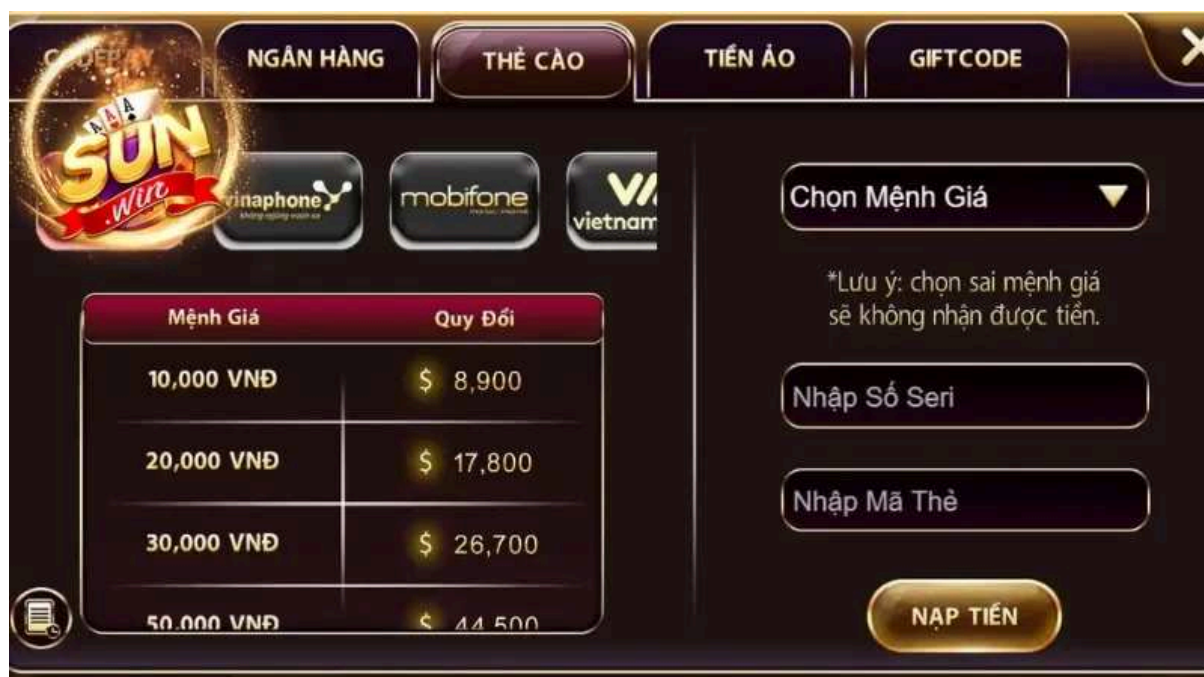 CODEPAY
NGÂN HÀNG
THẺ CÀO
TIỀN ẢO
GIFTCODE
SUN
.Win
vinaphone
mobifone
vietnam
Chọn Mệnh Giá
*Lưu ý: chọn sai mệnh giá
sẽ không nhận được tiền.
Mệnh Giá
Quy Đổi
10,000 VNĐ
$ 8,900
20,000 VNĐ
$ 17,800
30,000 VNĐ
$ 26,700
50,000 VNĐ
$ 44,500
Nhập Số Seri
Nhập Mã Thẻ
NẠP TIỀN